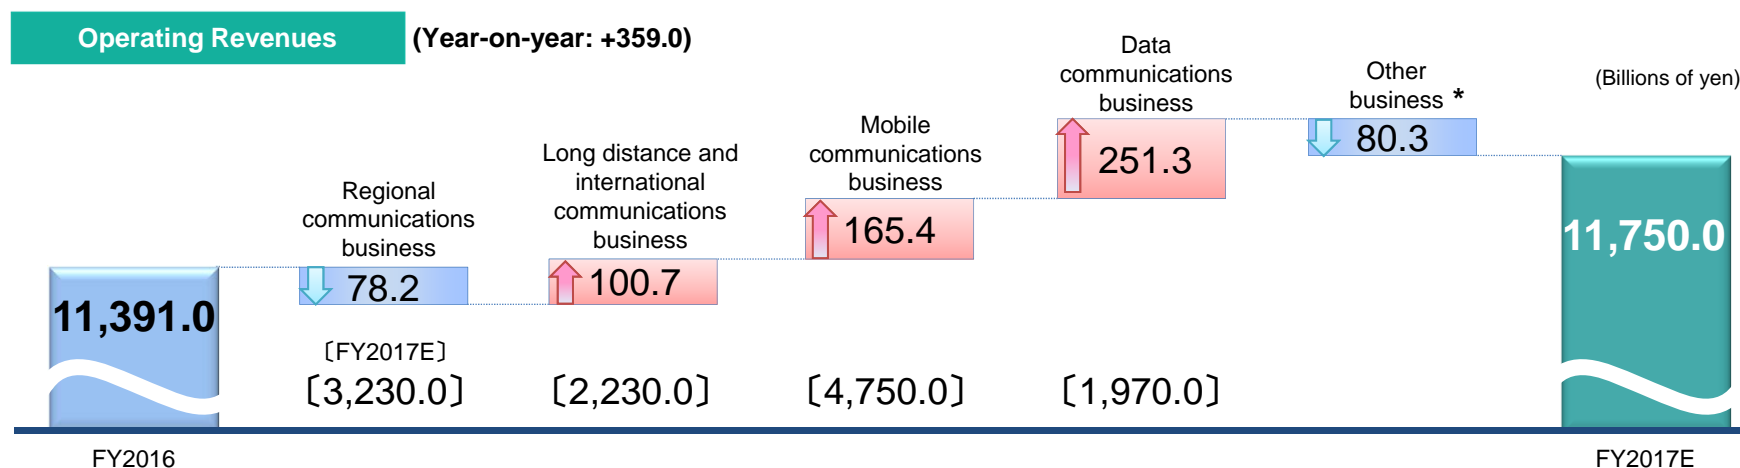 Operating Revenues
(Year-on-year: +359.0)
(Billions of yen)
Regional
communications
business
Long distance and
international
communications
business
Mobile
communications
business
Data
communications
business
Other
business *
11,391.0
78.2
100.7
165.4
251.3
80.3
11,750.0
〔FY2017E〕
〔3,230.0〕
〔2,230.0〕
〔4,750.0〕
〔1,970.0〕
FY2016
FY2017E